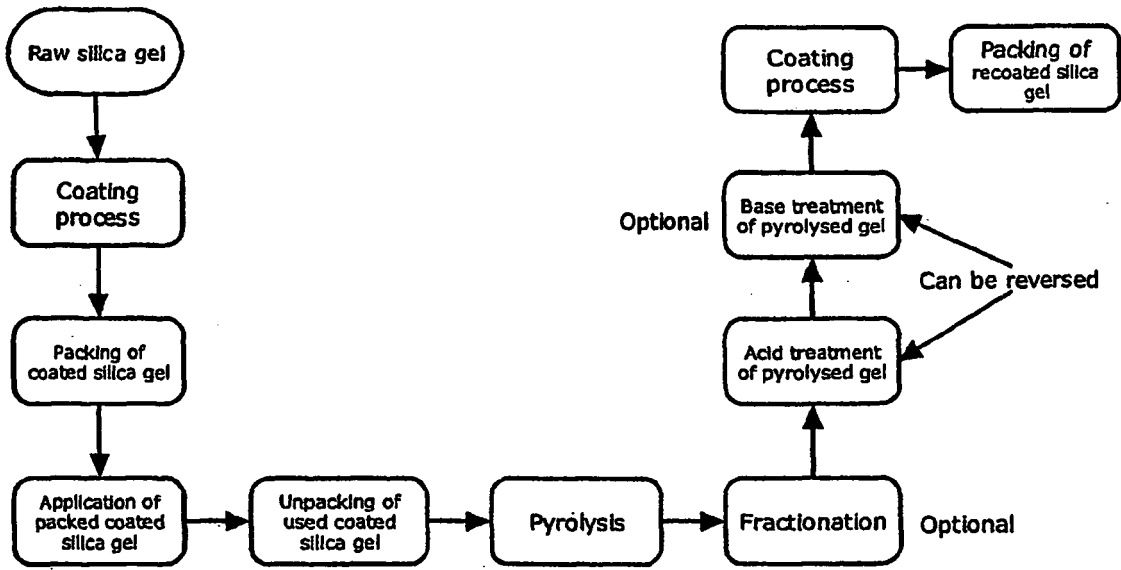 Raw silica gel
Coating
process
Packing of
coated silica gel
Application of
packed coated
silica gel
Unpacking of
used coated
silica gel
Pyrolysis
Fractionation
Optional
Acid treatment
of pyrolysed gel
Can be reversed
Optional
Base treatment
of pyrolysed gel
Coating
process
Packing of
recoated silica
gel